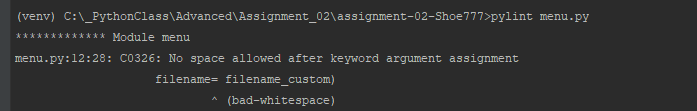 (venv) C:\_PythonClass\Advanced\Assignment_02\assignment-02-Shoe777>pylint menu.py
************* Module menu
menu.py:12:28: C0326: No space allowed after keyword argument assignment
                    filename= filename_custom)
                            ^ (bad-whitespace)